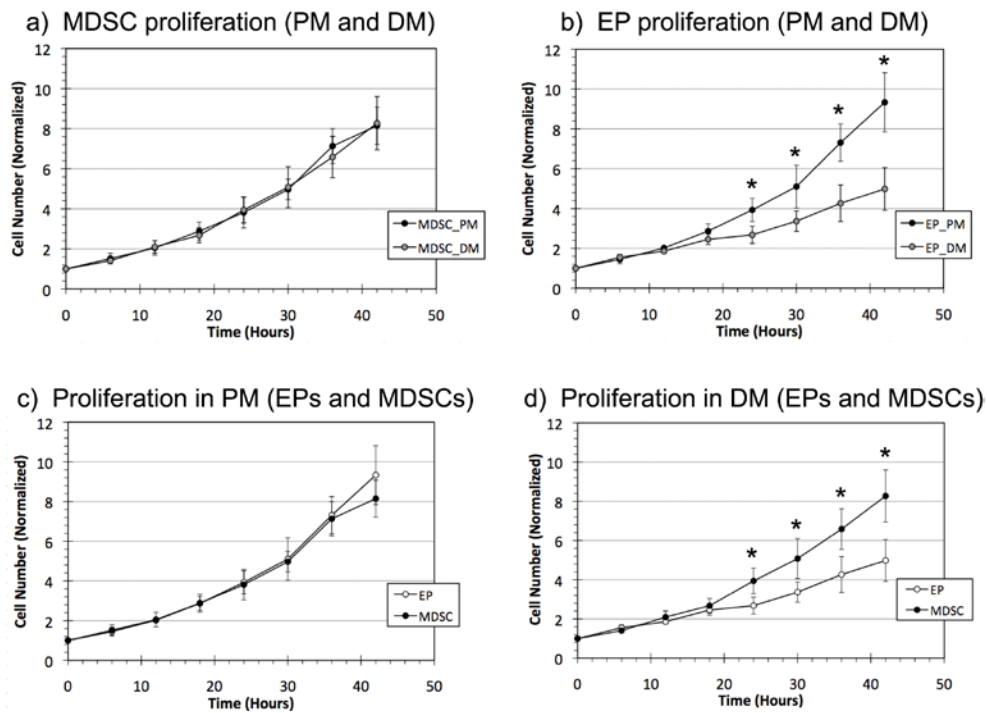 a) MDSC proliferation (PM and DM)
Cell Number (Normalized)
12
10
8
6
4
2
0
0 10 20 30 40 50
Time (Hours)
MDSC_PM
MDSC_DM
b) EP proliferation (PM and DM)
Cell Number (Normalized)
12
10
8
6
4
2
0
* * * *
0 10 20 30 40 50
Time (Hours)
EP_PM
EP_DM
c) Proliferation in PM (EPs and MDSCs)
Cell Number (Normalized)
12
10
8
6
4
2
0
0 10 20 30 40 50
Time (Hours)
EP
MDSC
d) Proliferation in DM (EPs and MDSCs)
Cell Number (Normalized)
12
10
8
6
4
2
0
* * * *
0 10 20 30 40 50
Time (Hours)
EP
MDSC